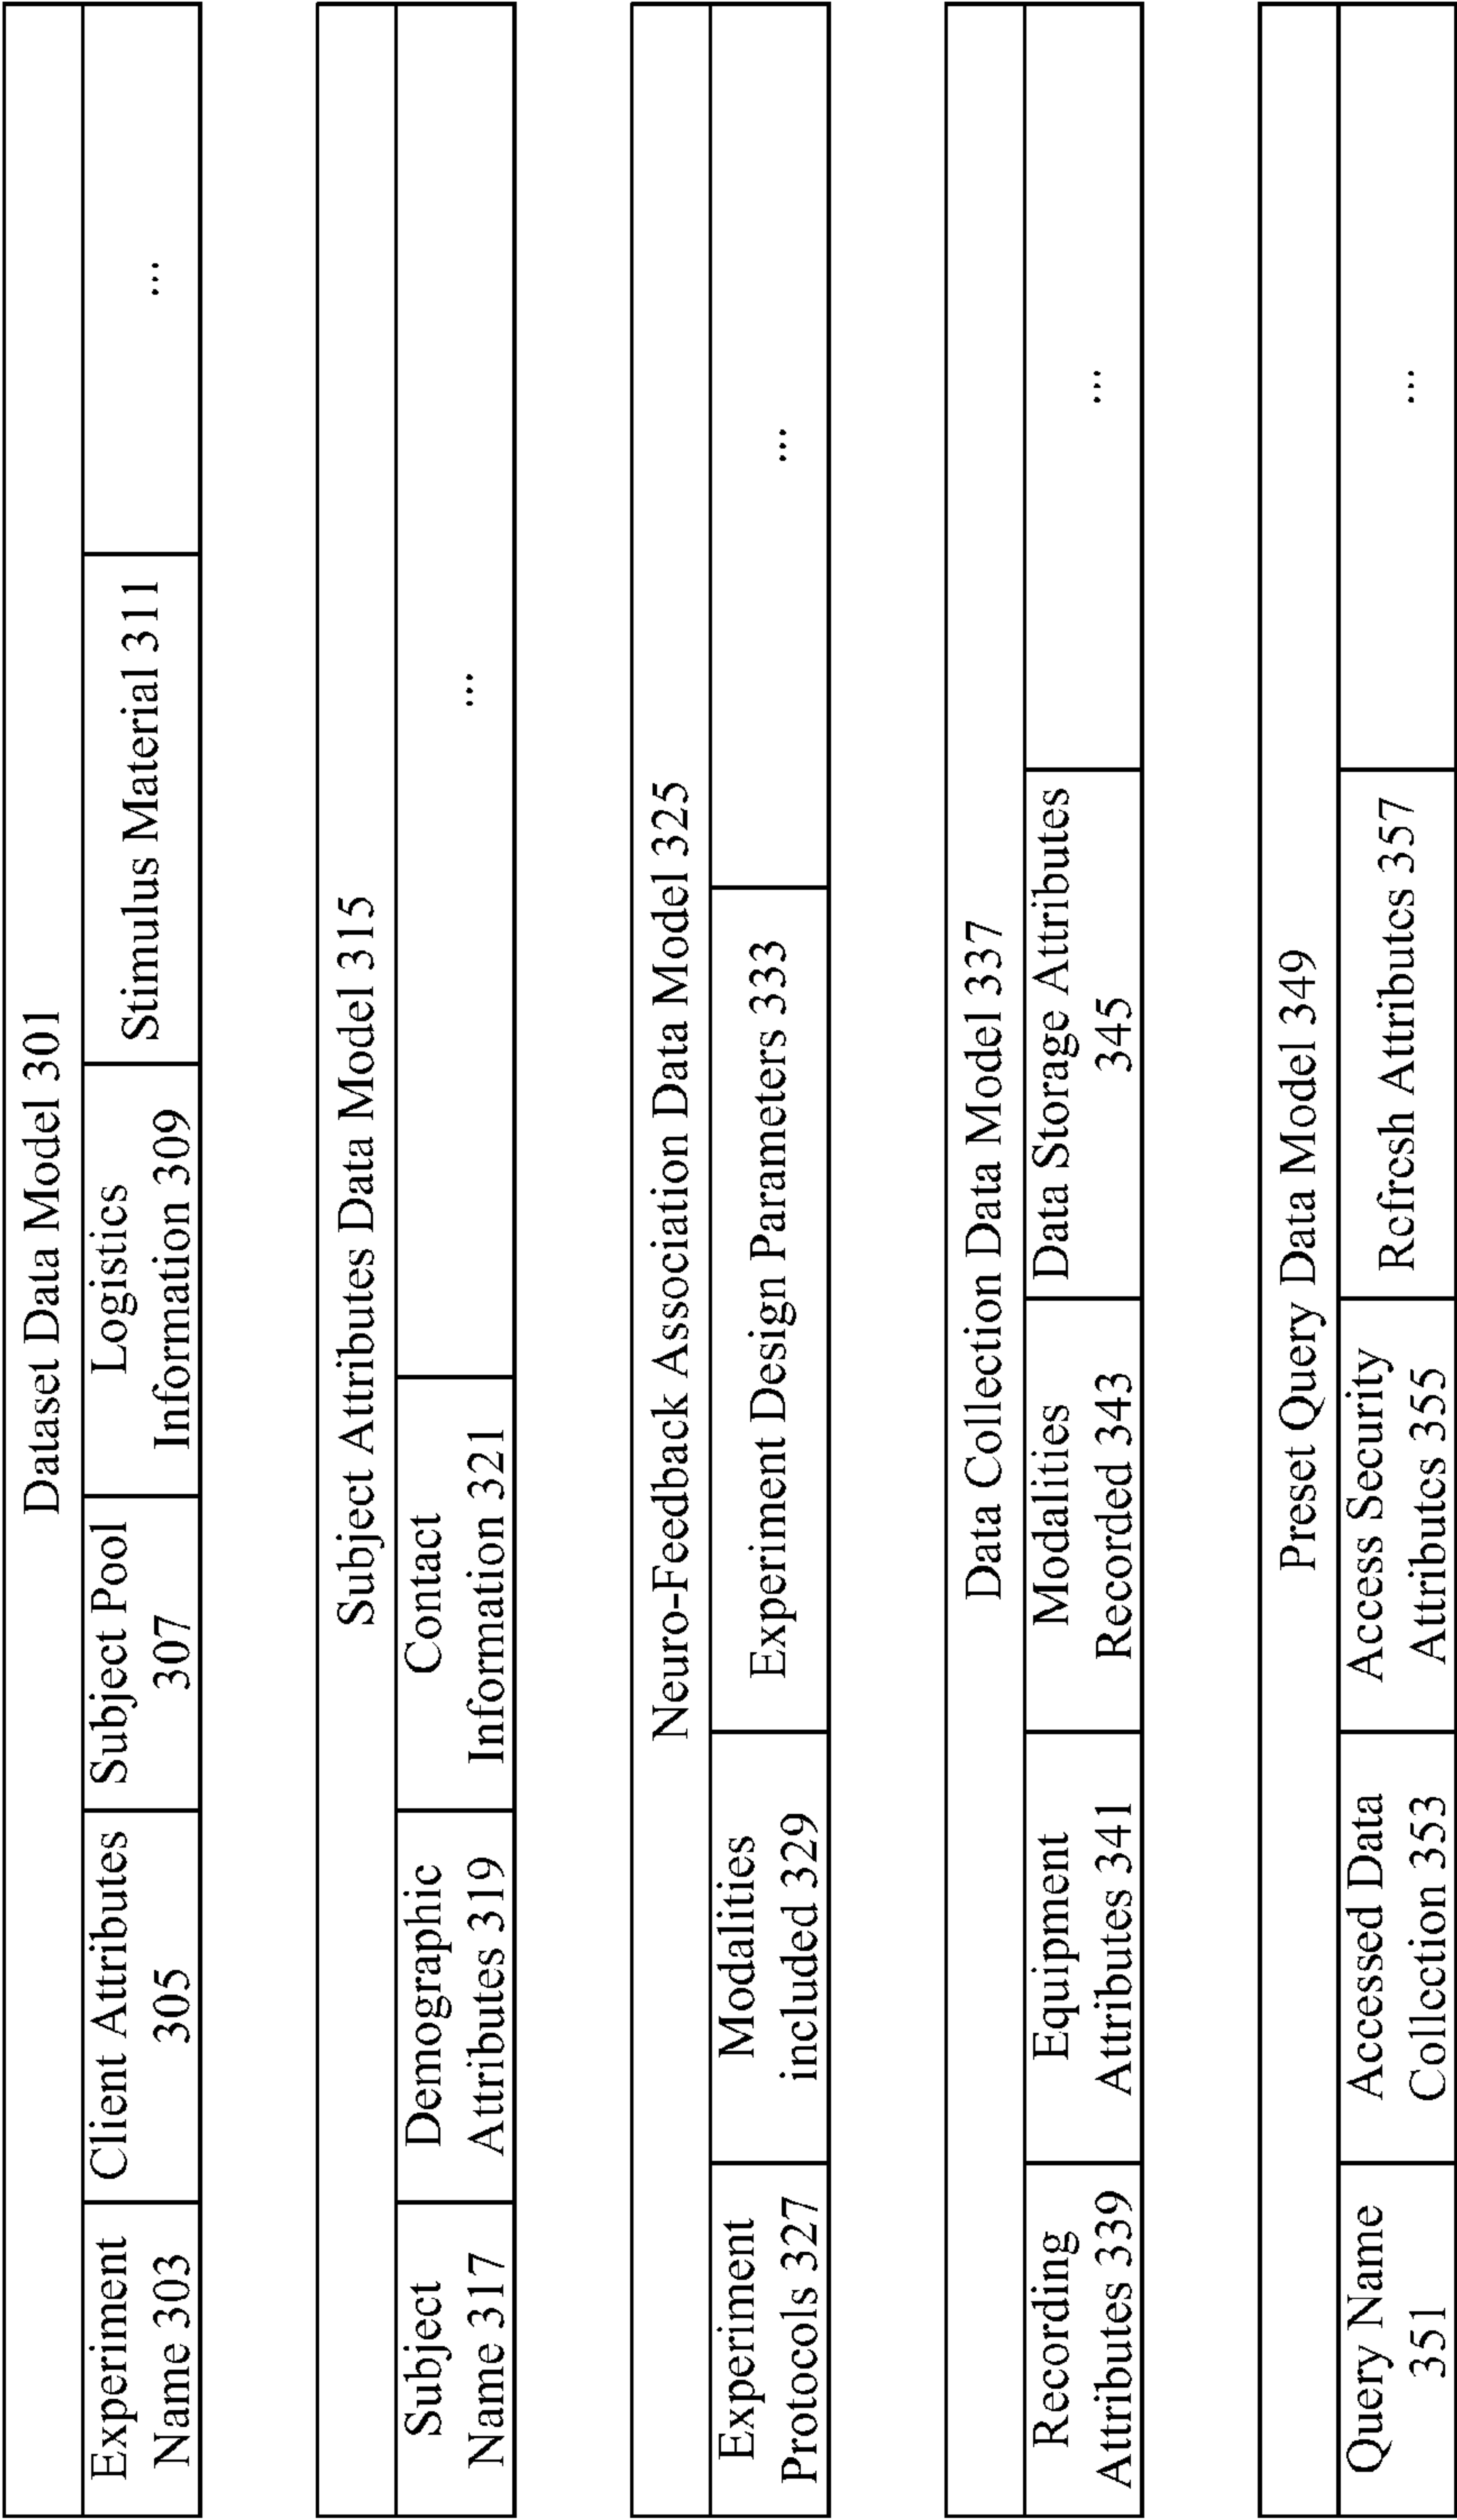 Dataset Data Model 301
Experiment
Name 303
Client Attributes
305
Subject Pool
307
Logistics
Information 309
Stimulus Material 311
...
Subject Attributes Data Model 315
Subject
Name 317
Demographic
Attributes 319
Contact
Information 321
...
Neuro-Feedback Association Data Model 325
Experiment
Protocols 327
Modalities
included 329
Experiment Design Parameters 333
...
Data Collection Data Model 337
Recording
Attributes 339
Equipment
Attributes 341
Modalities
Recorded 343
Data Storage Attributes
345
...
Preset Query Data Model 349
Query Name
351
Accessed Data
Collection 353
Access Security
Attributes 355
Refresh Attributes 357
...